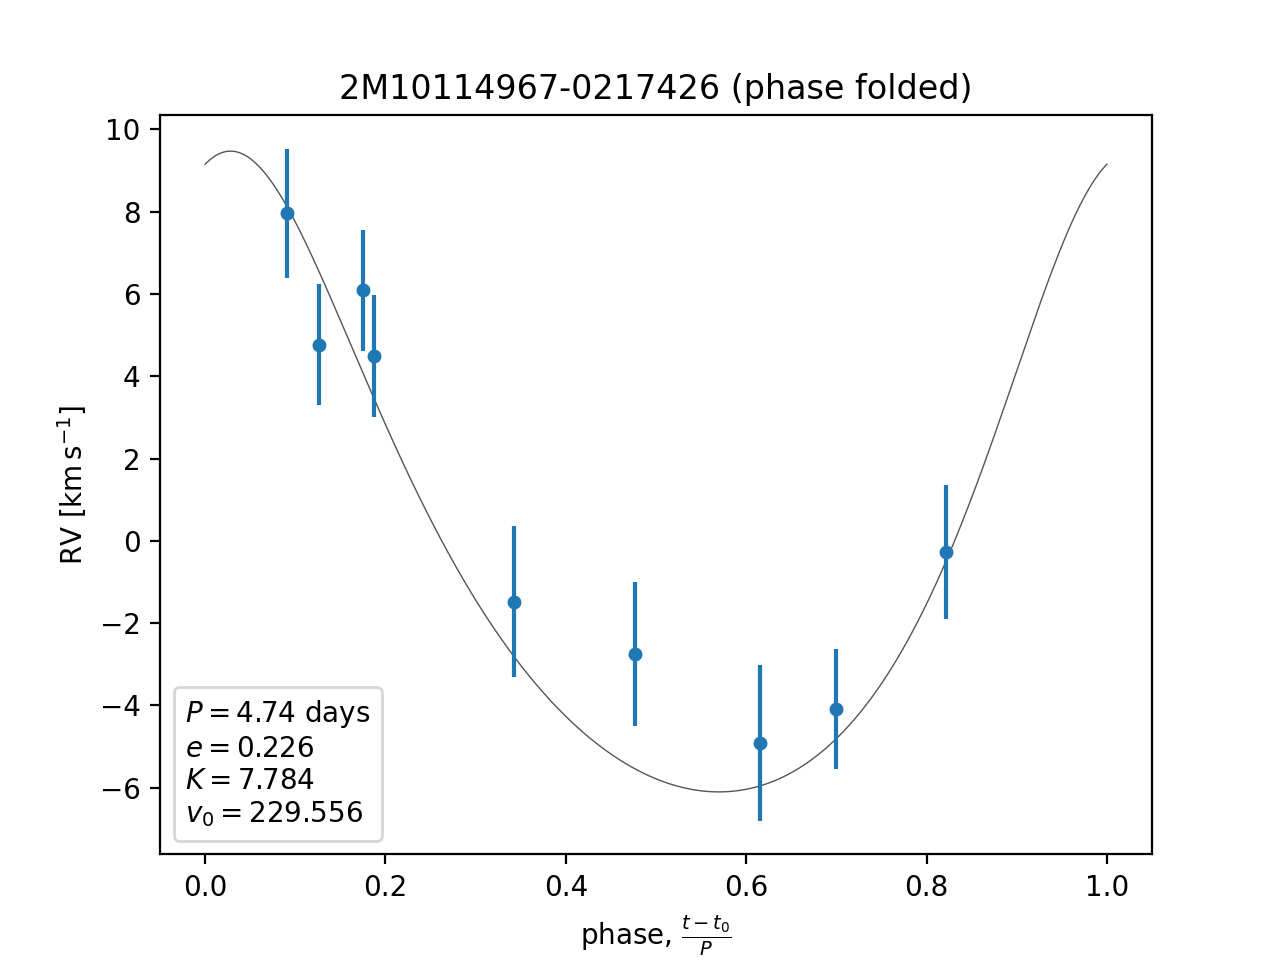 2M10114967-0217426 (phase folded)
RV [km s⁻¹]
10
8
6
4
2
0
−2
−4
−6
P = 4.74 days
e = 0.226
K = 7.784
v₀ = 229.556
0.0 0.2 0.4 0.6 0.8 1.0
phase, (t − t₀)/P